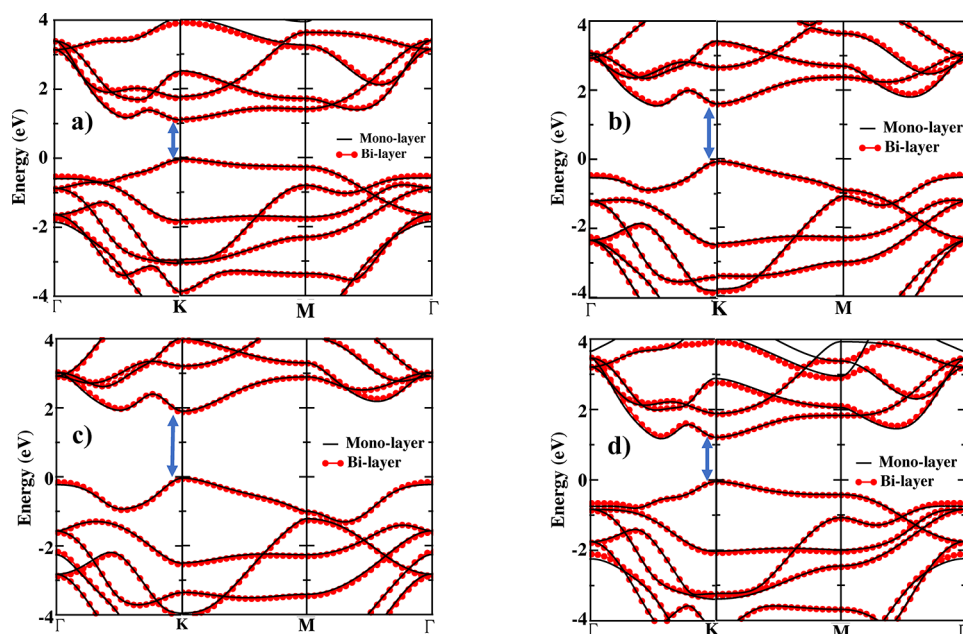 4
2
0
-2
-4
Energy (eV)
a)
Mono-layer
Bi-layer
Γ
K
M
Γ
4
2
0
-2
-4
Energy (eV)
b)
Mono-layer
Bi-layer
Γ
K
M
Γ
4
2
0
-2
-4
Energy (eV)
c)
Mono-layer
Bi-layer
Γ
K
M
Γ
4
2
0
-2
-4
Energy (eV)
d)
Mono-layer
Bi-layer
Γ
K
M
Γ